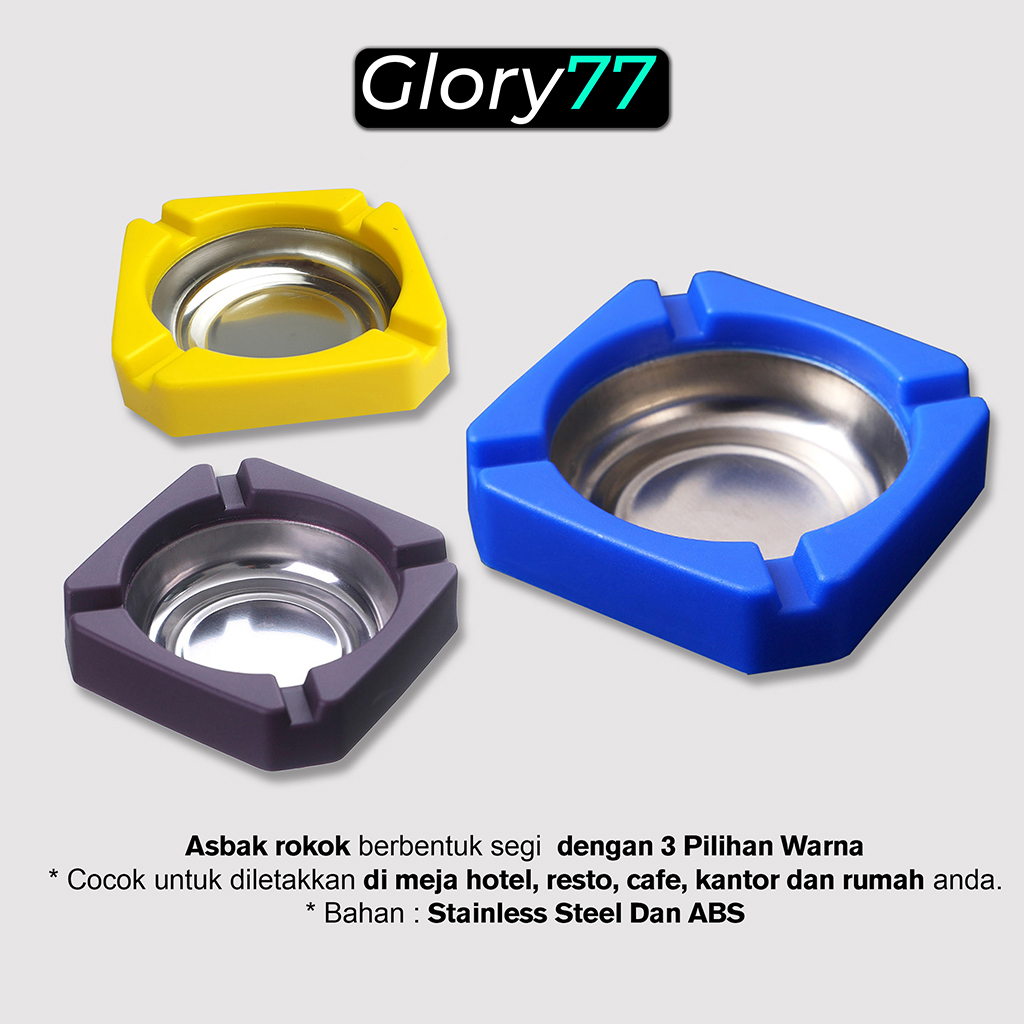 Glory77
Asbak rokok berbentuk segi dengan 3 Pilihan Warna
* Cocok untuk diletakkan di meja hotel, resto, cafe, kantor dan rumah anda.
* Bahan : Stainless Steel Dan ABS